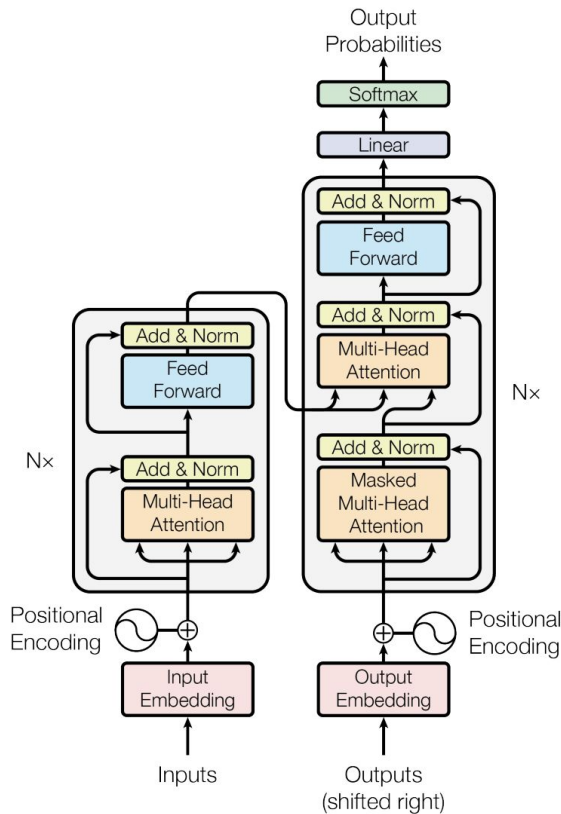 Output
Probabilities
Softmax
Linear
Add & Norm
Feed
Forward
Add & Norm
Multi-Head
Attention
Add & Norm
Masked
Multi-Head
Attention
N×
Add & Norm
Feed
Forward
Add & Norm
Multi-Head
Attention
N×
Positional
Encoding
Positional
Encoding
Input
Embedding
Output
Embedding
Inputs
Outputs
(shifted right)